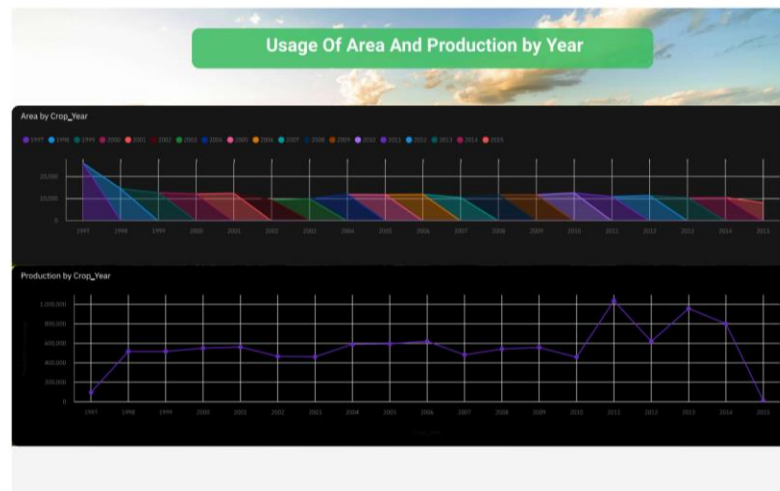 Usage Of Area And Production by Year
Area by Crop_Year
1997 1998 1999 2000 2001 2002 2003 2004 2005 2006 2007 2008 2009 2010 2011 2012 2013 2014 2015
20,000
10,000
0
1997 1998 1999 2000 2001 2002 2003 2004 2005 2006 2007 2008 2009 2010 2011 2012 2013 2014 2015
Production by Crop_Year
1,000,000
800,000
600,000
400,000
200,000
0
1997 1998 1999 2000 2001 2002 2003 2004 2005 2006 2007 2008 2009 2010 2011 2012 2013 2014 2015
Crop_Year